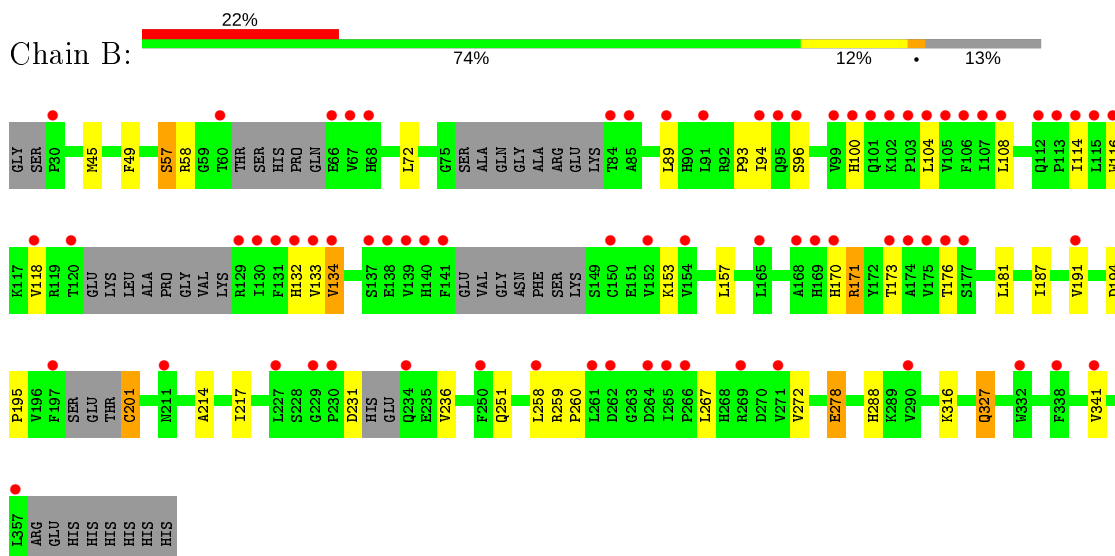 22%
Chain B:
74% 12% • 13%
GLY SER P30 M45 F49 S57 R58 G59 T60 THR SER HIS PRO GLN E66 V67 H68 L72 G75 SER ALA GLN GLY ALA ARG GLU LYS T84 A85 L89 H90 L91 R92 P93 I94 Q95 S96 V99 H100 Q101 K102 P103 L104 V105 F106 I107 L108 Q112 P113 I114 L115 W116
K117 V118 R119 T120 GLU LYS LEU ALA PRO GLY VAL LYS R129 I130 F131 H132 V133 V134 S137 E138 V139 H140 F141 GLU VAL GLY ASN PHE SER LYS S149 C150 E151 V152 K153 V154 L157 L165 A168 H169 H170 R171 Y172 T173 A174 V175 T176 S177 L181 I187 V191 D194
P195 V196 F197 SER GLU THR C201 N211 A214 I217 L227 S228 G229 P230 D231 HIS GLU Q234 E235 V236 F250 Q251 L258 R259 P260 L261 D262 G263 D264 I265 P266 L267 H268 R269 D270 V271 V272 E278 H288 K289 V290 K316 Q327 W332 F338 V341
L357 ARG GLU HIS HIS HIS HIS HIS HIS